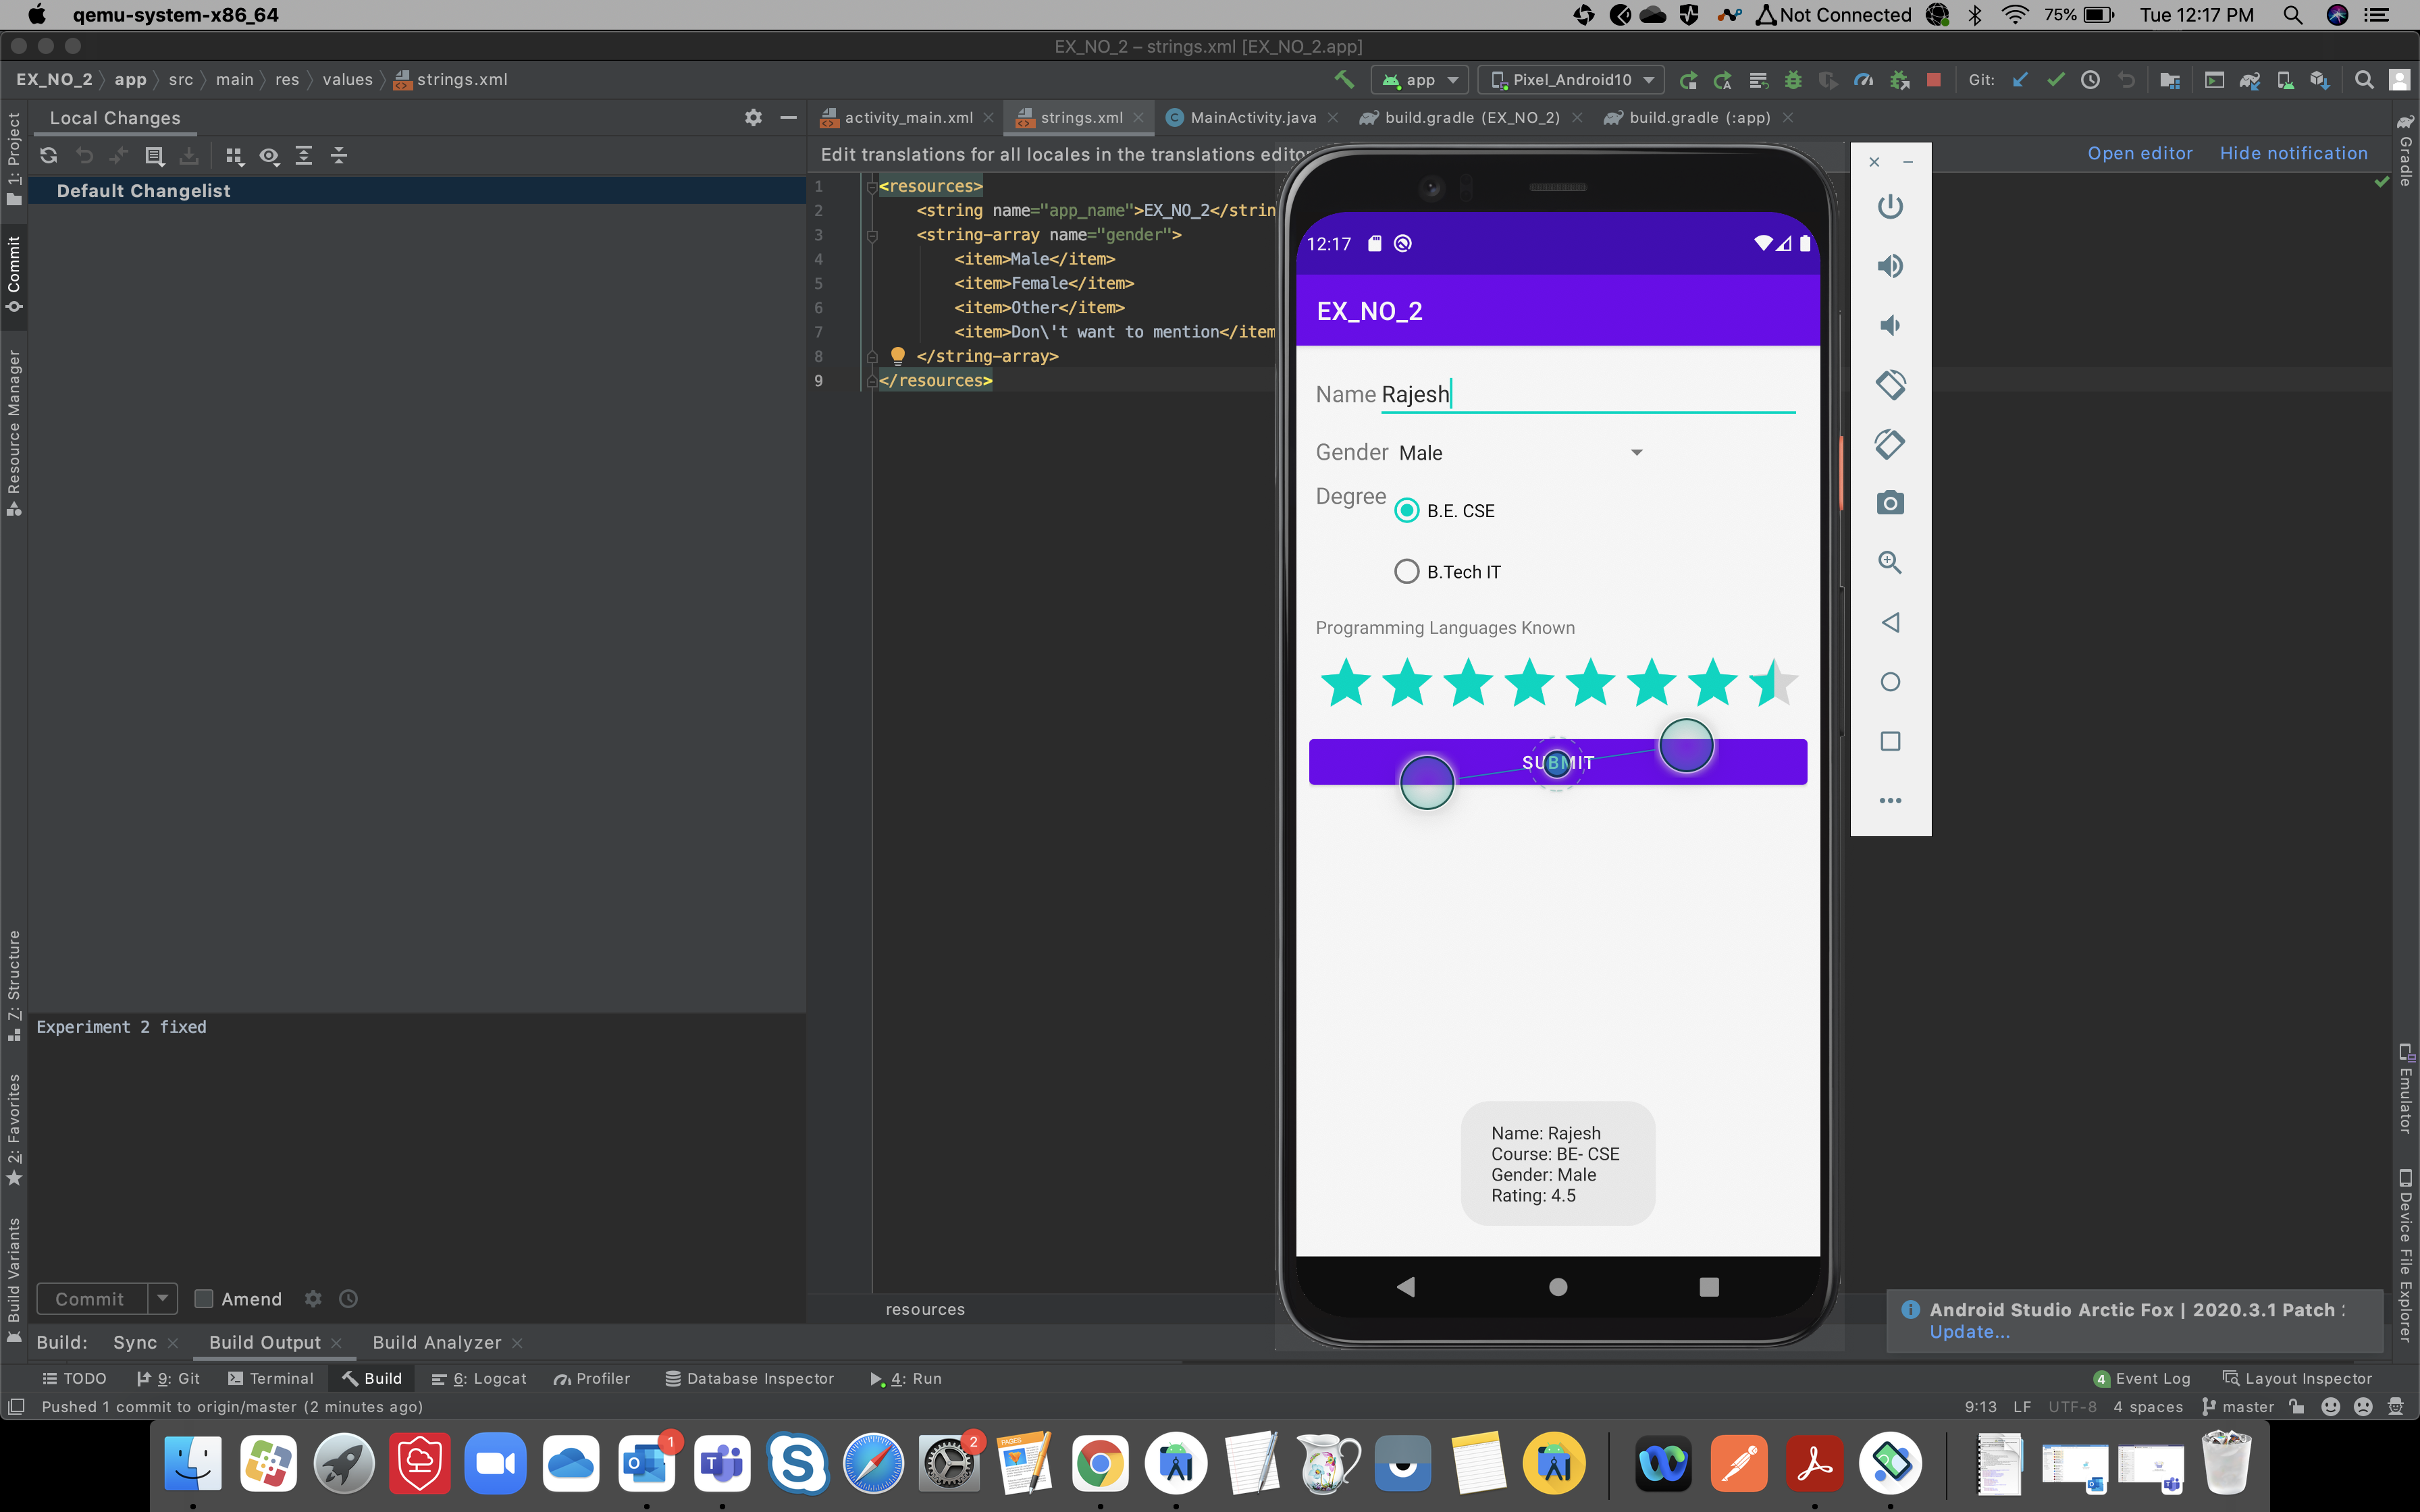 qemu-system-x86_64
Not Connected
75%
Tue 12:17 PM
EX_NO_2 – strings.xml [EX_NO_2.app]
EX_NO_2 〉 app 〉 src 〉 main 〉 res 〉 values 〉 strings.xml
app
Pixel_Android10
Git:
Local Changes
activity_main.xml
strings.xml
MainActivity.java
build.gradle (EX_NO_2)
build.gradle (:app)
Edit translations for all locales in the translations editor
Open editor
Hide notification
Default Changelist
1 <resources>
2 <string name="app_name">EX_NO_2</strin
3 <string-array name="gender">
4 <item>Male</item>
5 <item>Female</item>
6 <item>Other</item>
7 <item>Don\'t want to mention</item
8 </string-array>
9 </resources>
1: Project
Commit
Resource Manager
7: Structure
2: Favorites
Build Variants
Gradle
Emulator
Device File Explorer
12:17
EX_NO_2
Name Rajesh
Gender Male
Degree
B.E. CSE
B.Tech IT
Programming Languages Known
SUBMIT
Name: Rajesh
Course: BE- CSE
Gender: Male
Rating: 4.5
Experiment 2 fixed
Commit
Amend
resources
Android Studio Arctic Fox | 2020.3.1 Patch
Update...
Build:
Sync
Build Output
Build Analyzer
TODO
9: Git
Terminal
Build
6: Logcat
Profiler
Database Inspector
4: Run
4 Event Log
Layout Inspector
Pushed 1 commit to origin/master (2 minutes ago)
9:13
LF
UTF-8
4 spaces
master
1
2
PAGES